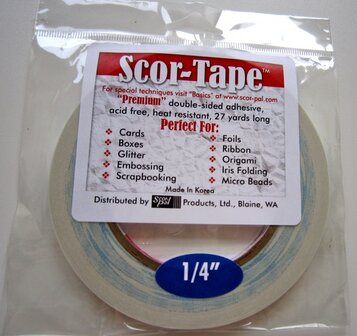 Scor-Tape™
For special techniques visit "Basics" at www.scor-pal.com
"Premium" double-sided adhesive,
acid free, heat resistant, 27 yards long
Perfect For:
❖ Cards
❖ Boxes
❖ Glitter
❖ Embossing
❖ Scrapbooking
❖ Foils
❖ Ribbon
❖ Origami
❖ Iris Folding
❖ Micro Beads
Made In Korea
Distributed by Scor Pal Products, Ltd., Blaine, WA
1/4"